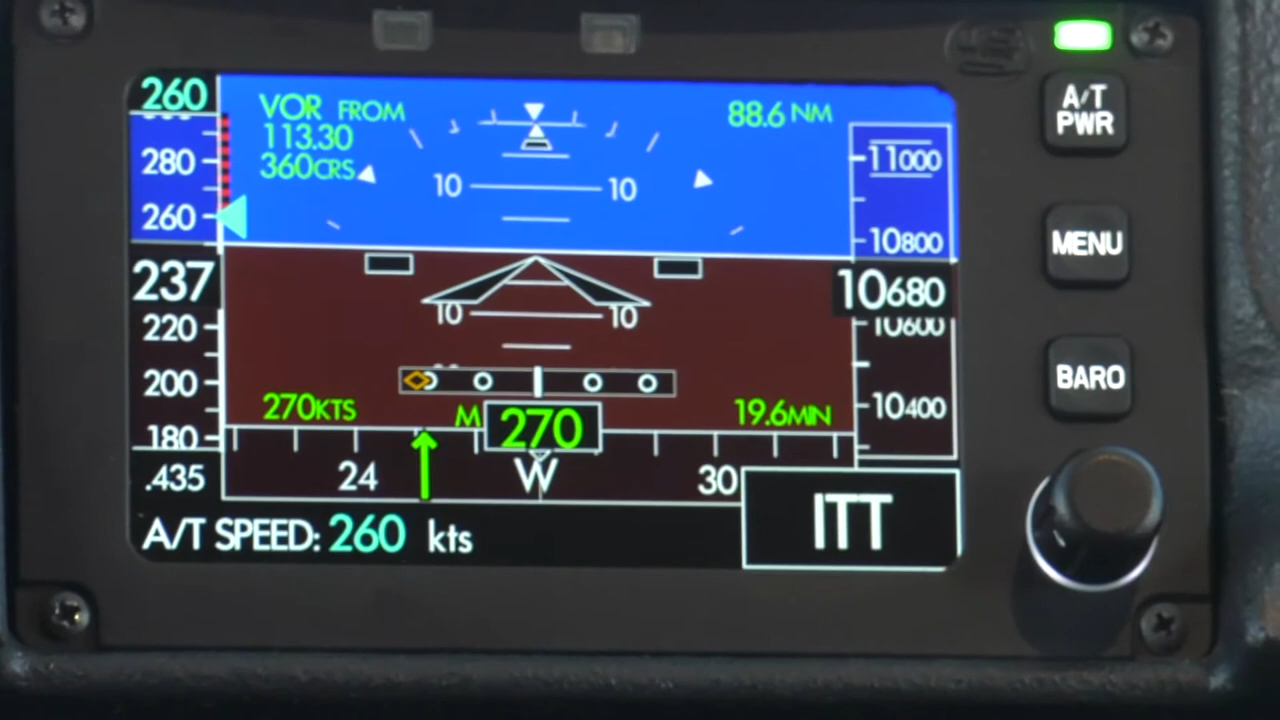 260
VOR FROM
113.30
360CRS
88.6 NM
A/T
PWR
280
260
237
220
200
180
.435
10 10
10 10
11000
10800
10680
10600
10400
MENU
BARO
270KTS
M
270
19.6MIN
24
W
30
ITT
A/T SPEED: 260 kts